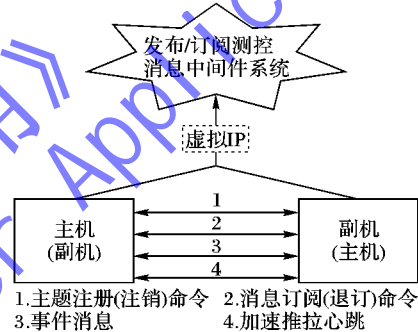 发布/订阅测控
消息中间件系统
虚拟IP
主机
(副机)
1
2
3
4
副机
(主机)
1.主题注册(注销)命令 2.消息订阅(退订)命令
3.事件消息 4.加速推拉心跳